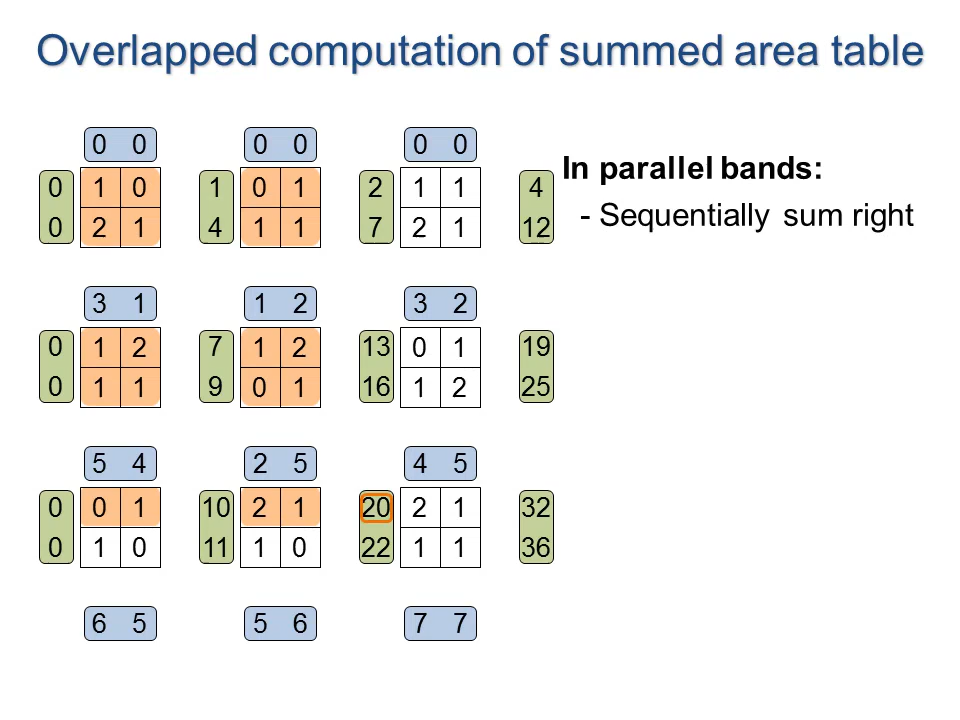 Overlapped computation of summed area table
0 0 0 0 0 0
0 1 0 1 0 1 2 1 1 4
0 2 1 4 1 1 7 2 1 12
In parallel bands:
- Sequentially sum right
3 1 1 2 3 2
0 1 2 7 1 2 13 0 1 19
0 1 1 9 0 1 16 1 2 25
5 4 2 5 4 5
0 0 1 10 2 1 20 2 1 32
0 1 0 11 1 0 22 1 1 36
6 5 5 6 7 7